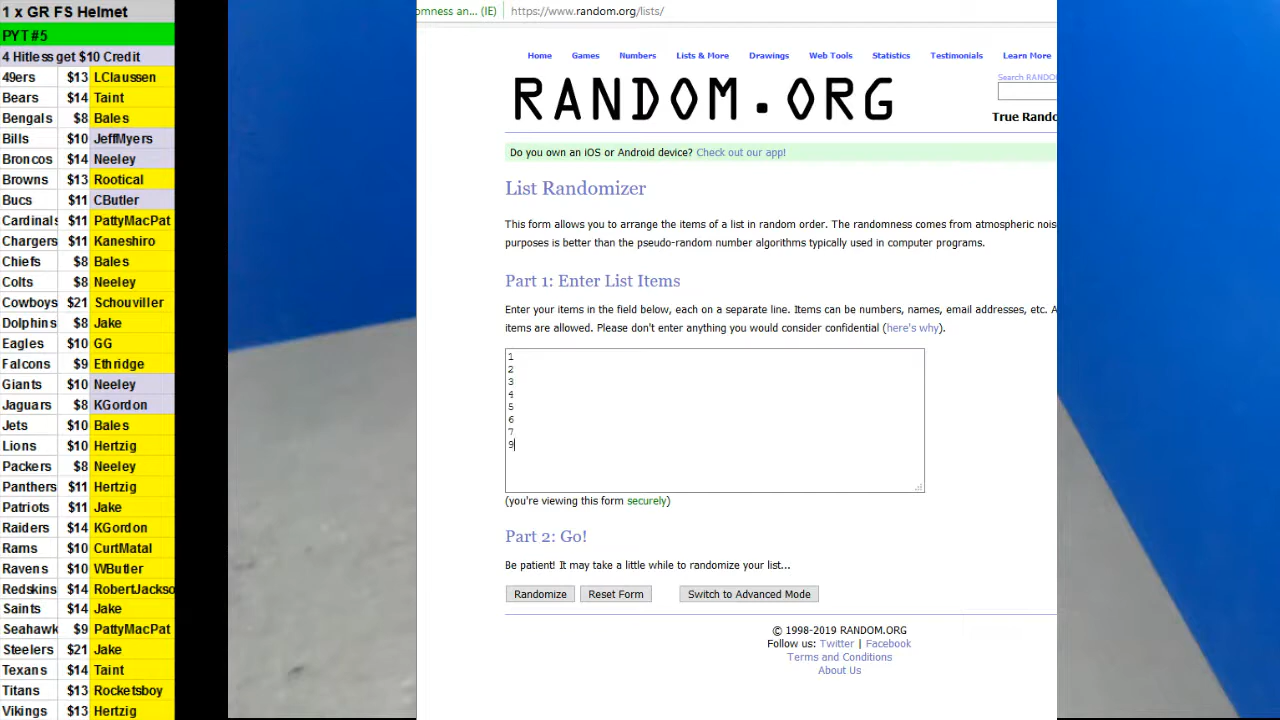 1 x GR FS Helmet
PYT #5
4 Hitless get $10 Credit
49ers $13 LClaussen
Bears $14 Taint
Bengals $8 Bales
Bills $10 JeffMyers
Broncos $14 Neeley
Browns $13 Rootical
Bucs $11 CButler
Cardinals $11 PattyMacPat
Chargers $11 Kaneshiro
Chiefs $8 Bales
Colts $8 Neeley
Cowboys $21 Schouviller
Dolphins $8 Jake
Eagles $10 GG
Falcons $9 Ethridge
Giants $10 Neeley
Jaguars $8 KGordon
Jets $10 Bales
Lions $10 Hertzig
Packers $8 Neeley
Panthers $11 Hertzig
Patriots $11 Jake
Raiders $14 KGordon
Rams $10 CurtMatal
Ravens $10 WButler
Redskins $14 RobertJackso
Saints $14 Jake
Seahawk $9 PattyMacPat
Steelers $21 Jake
Texans $14 Taint
Titans $13 Rocketsboy
Vikings $13 Hertzig
omness an... (IE) https://www.random.org/lists/
Home Games Numbers Lists & More Drawings Web Tools Statistics Testimonials Learn More
RANDOM.ORG
Search RANDO
True Rando
Do you own an iOS or Android device? Check out our app!
List Randomizer
This form allows you to arrange the items of a list in random order. The randomness comes from atmospheric nois
purposes is better than the pseudo-random number algorithms typically used in computer programs.
Part 1: Enter List Items
Enter your items in the field below, each on a separate line. Items can be numbers, names, email addresses, etc. A
items are allowed. Please don't enter anything you would consider confidential (here's why).
1
2
3
4
5
6
7
9
(you're viewing this form securely)
Part 2: Go!
Be patient! It may take a little while to randomize your list...
Randomize Reset Form Switch to Advanced Mode
© 1998-2019 RANDOM.ORG
Follow us: Twitter | Facebook
Terms and Conditions
About Us